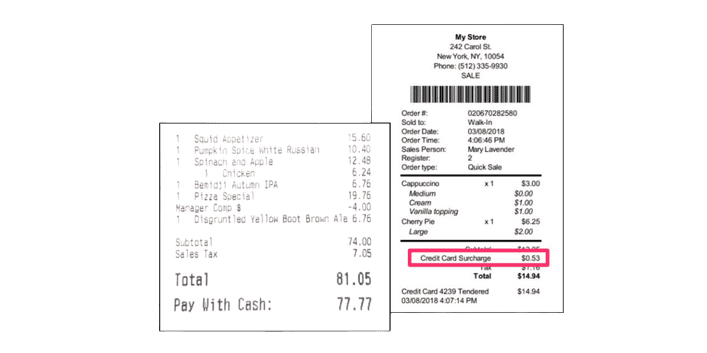 1 Squid Appetizer 15.60
1 Pumpkin Spice White Russian 10.40
1 Spinach and Apple 12.48
1 Chicken 6.24
1 Bemidji Autumn IPA 6.76
1 Pizza Special 19.76
Manager Comp $ -4.00
1 Disgruntled Yellow Boot Brown Ale 6.76
Subtotal 74.00
Sales Tax 7.05
Total 81.05
Pay With Cash: 77.77
My Store
242 Carol St.
New York, NY, 10054
Phone: (512) 335-9930
SALE
Order #: 020670282580
Sold to: Walk-In
Order Date: 03/08/2018
Order Time: 4:06:46 PM
Sales Person: Mary Lavender
Register: 2
Order type: Quick Sale
Cappuccino x 1 $3.00
Medium $0.00
Cream $1.00
Vanilla topping $1.00
Cherry Pie x 1 $6.25
Large $2.00
Credit Card Surcharge $0.53
Tax $1.16
Total $14.94
Credit Card 4239 Tendered $14.94
03/08/2018 4:07:14 PM